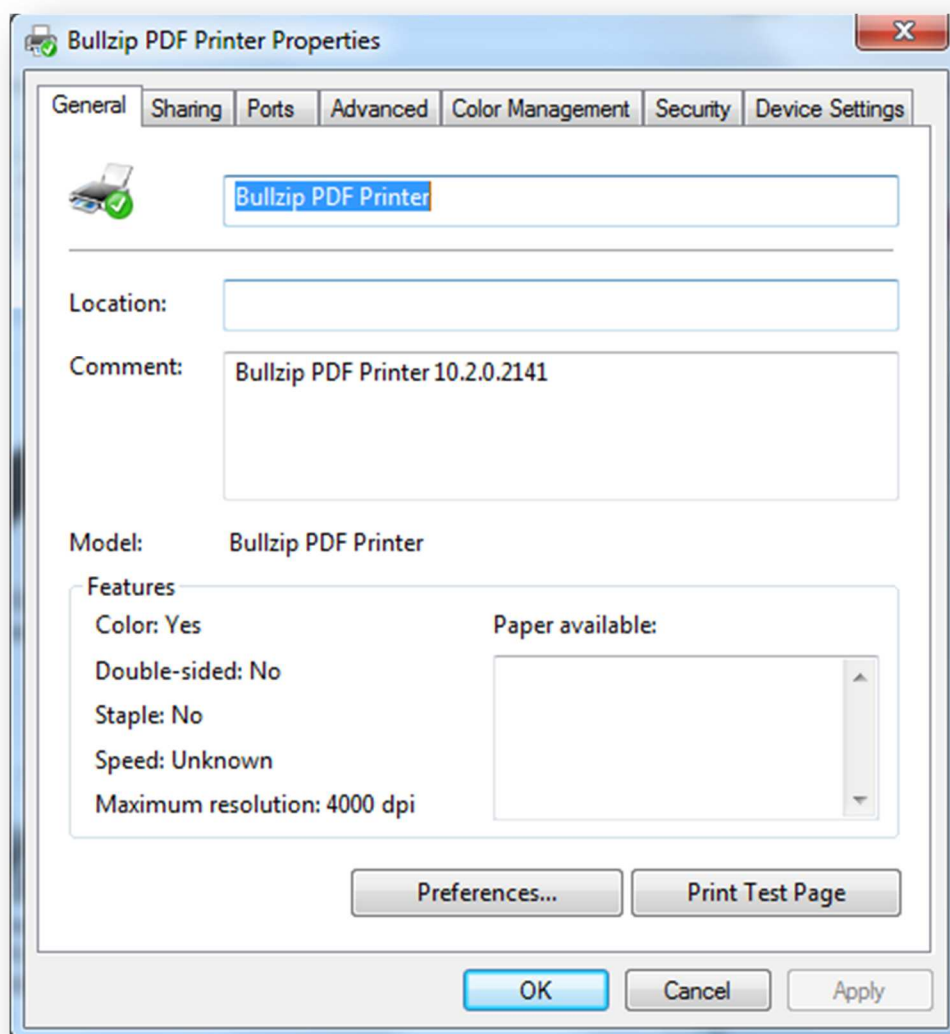 Bullzip PDF Printer Properties
General Sharing Ports Advanced Color Management Security Device Settings
Bullzip PDF Printer
Location:
Comment: Bullzip PDF Printer 10.2.0.2141
Model: Bullzip PDF Printer
Features
Color: Yes Paper available:
Double-sided: No
Staple: No
Speed: Unknown
Maximum resolution: 4000 dpi
Preferences... Print Test Page
OK Cancel Apply